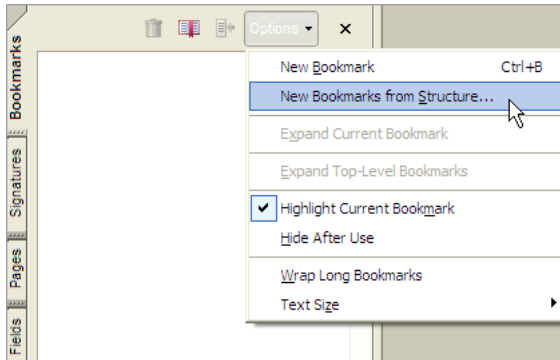 Options
New Bookmark Ctrl+B
New Bookmarks from Structure...
Expand Current Bookmark
Expand Top-Level Bookmarks
Highlight Current Bookmark
Hide After Use
Wrap Long Bookmarks
Text Size
Bookmarks
Signatures
Pages
Fields